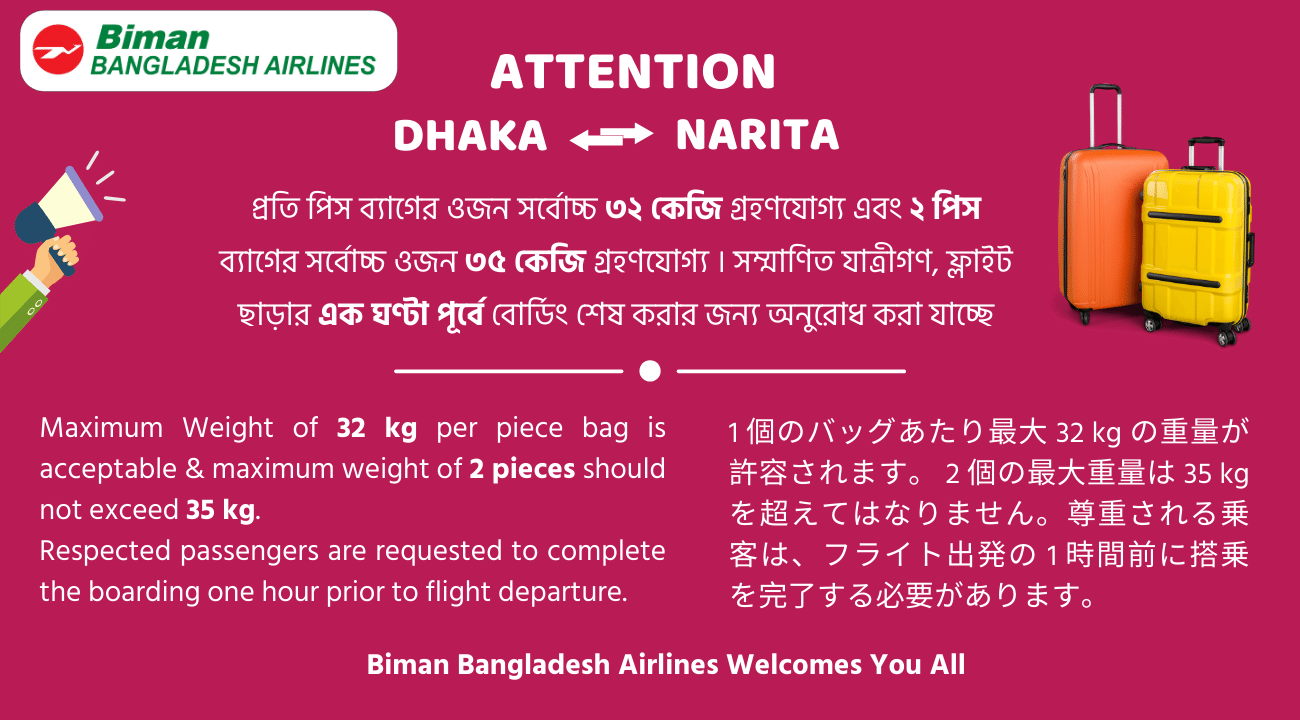 Biman
BANGLADESH AIRLINES
ATTENTION
DHAKA NARITA
প্রতি পিস ব্যাগের ওজন সর্বোচ্চ ৩২ কেজি গ্রহণযোগ্য এবং ২ পিস
ব্যাগের সর্বোচ্চ ওজন ৩৫ কেজি গ্রহণযোগ্য । সম্মাণিত যাত্রীগণ, ফ্লাইট
ছাড়ার এক ঘণ্টা পূর্বে বোর্ডিং শেষ করার জন্য অনুরোধ করা যাচ্ছে
Maximum Weight of 32 kg per piece bag is
acceptable & maximum weight of 2 pieces should
not exceed 35 kg.
Respected passengers are requested to complete
the boarding one hour prior to flight departure.
1 個のバッグあたり最大 32 kg の重量が
許容されます。 2 個の最大重量は 35 kg
を超えてはなりません。尊重される乗
客は、フライト出発の 1 時間前に搭乗
を完了する必要があります。
Biman Bangladesh Airlines Welcomes You All